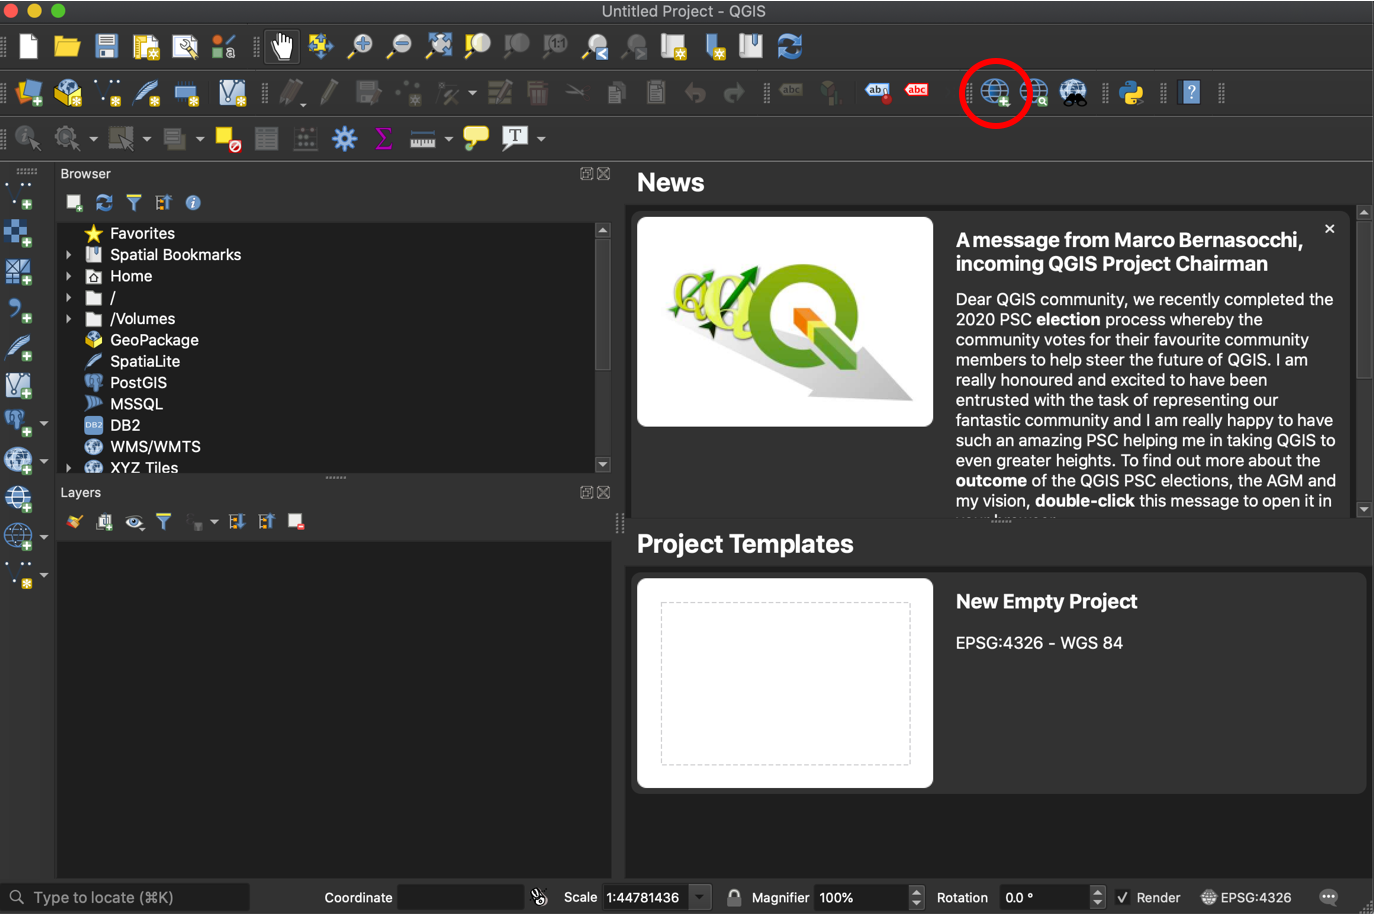 Untitled Project - QGIS
a
1:1
abc
abc
abc
?
Σ
T
Browser
i
Favorites
Spatial Bookmarks
Home
/
/Volumes
GeoPackage
SpatiaLite
PostGIS
MSSQL
DB2 DB2
WMS/WMTS
XYZ Tiles
Layers
News
A message from Marco Bernasocchi,
incoming QGIS Project Chairman
Dear QGIS community, we recently completed the
2020 PSC election process whereby the
community votes for their favourite community
members to help steer the future of QGIS. I am
really honoured and excited to have been
entrusted with the task of representing our
fantastic community and I am really happy to have
such an amazing PSC helping me in taking QGIS to
even greater heights. To find out more about the
outcome of the QGIS PSC elections, the AGM and
my vision, double-click this message to open it in
Project Templates
New Empty Project
EPSG:4326 - WGS 84
Type to locate (⌘K)
Coordinate
Scale 1:44781436
Magnifier 100%
Rotation 0.0 °
Render
EPSG:4326